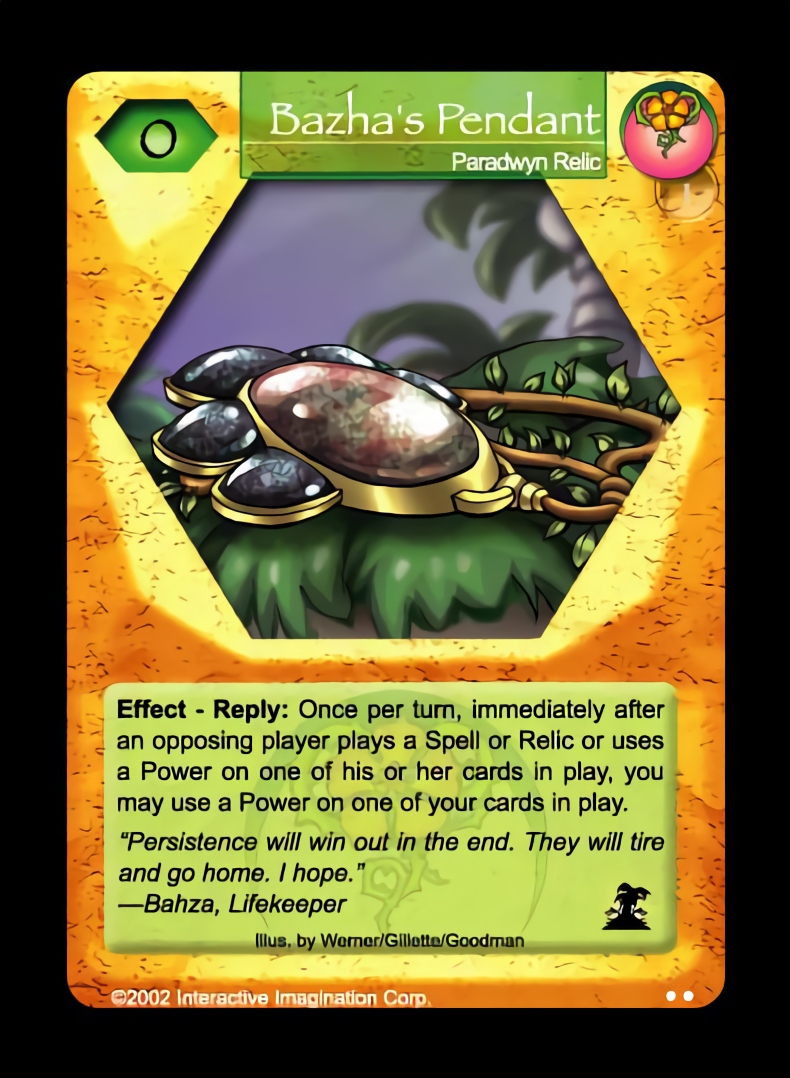 0
Bazha's Pendant
Paradwyn Relic
Effect - Reply: Once per turn, immediately after
an opposing player plays a Spell or Relic or uses
a Power on one of his or her cards in play, you
may use a Power on one of your cards in play.
“Persistence will win out in the end. They will tire
and go home. I hope.”
—Bahza, Lifekeeper
Illus. by Werner/Gillette/Goodman
©2002 Interactive Imagination Corp.